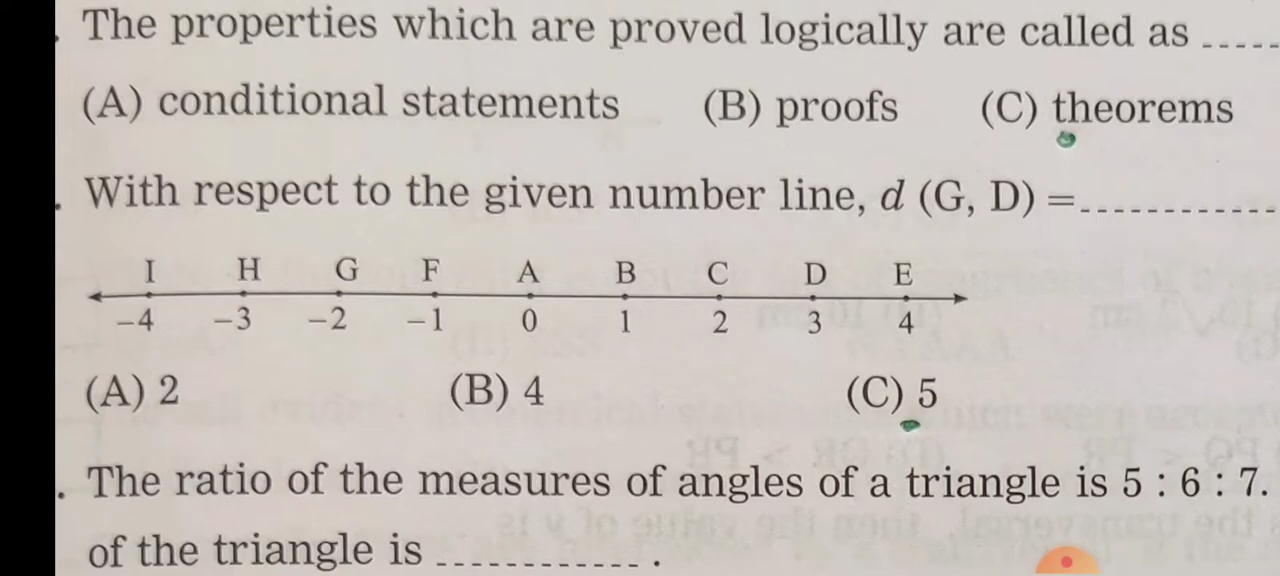 The properties which are proved logically are called as -----
(A) conditional statements (B) proofs (C) theorems
With respect to the given number line, d (G, D) =------------
I H G F A B C D E
−4 −3 −2 −1 0 1 2 3 4
(A) 2 (B) 4 (C) 5
. The ratio of the measures of angles of a triangle is 5 : 6 : 7.
of the triangle is ------------ .